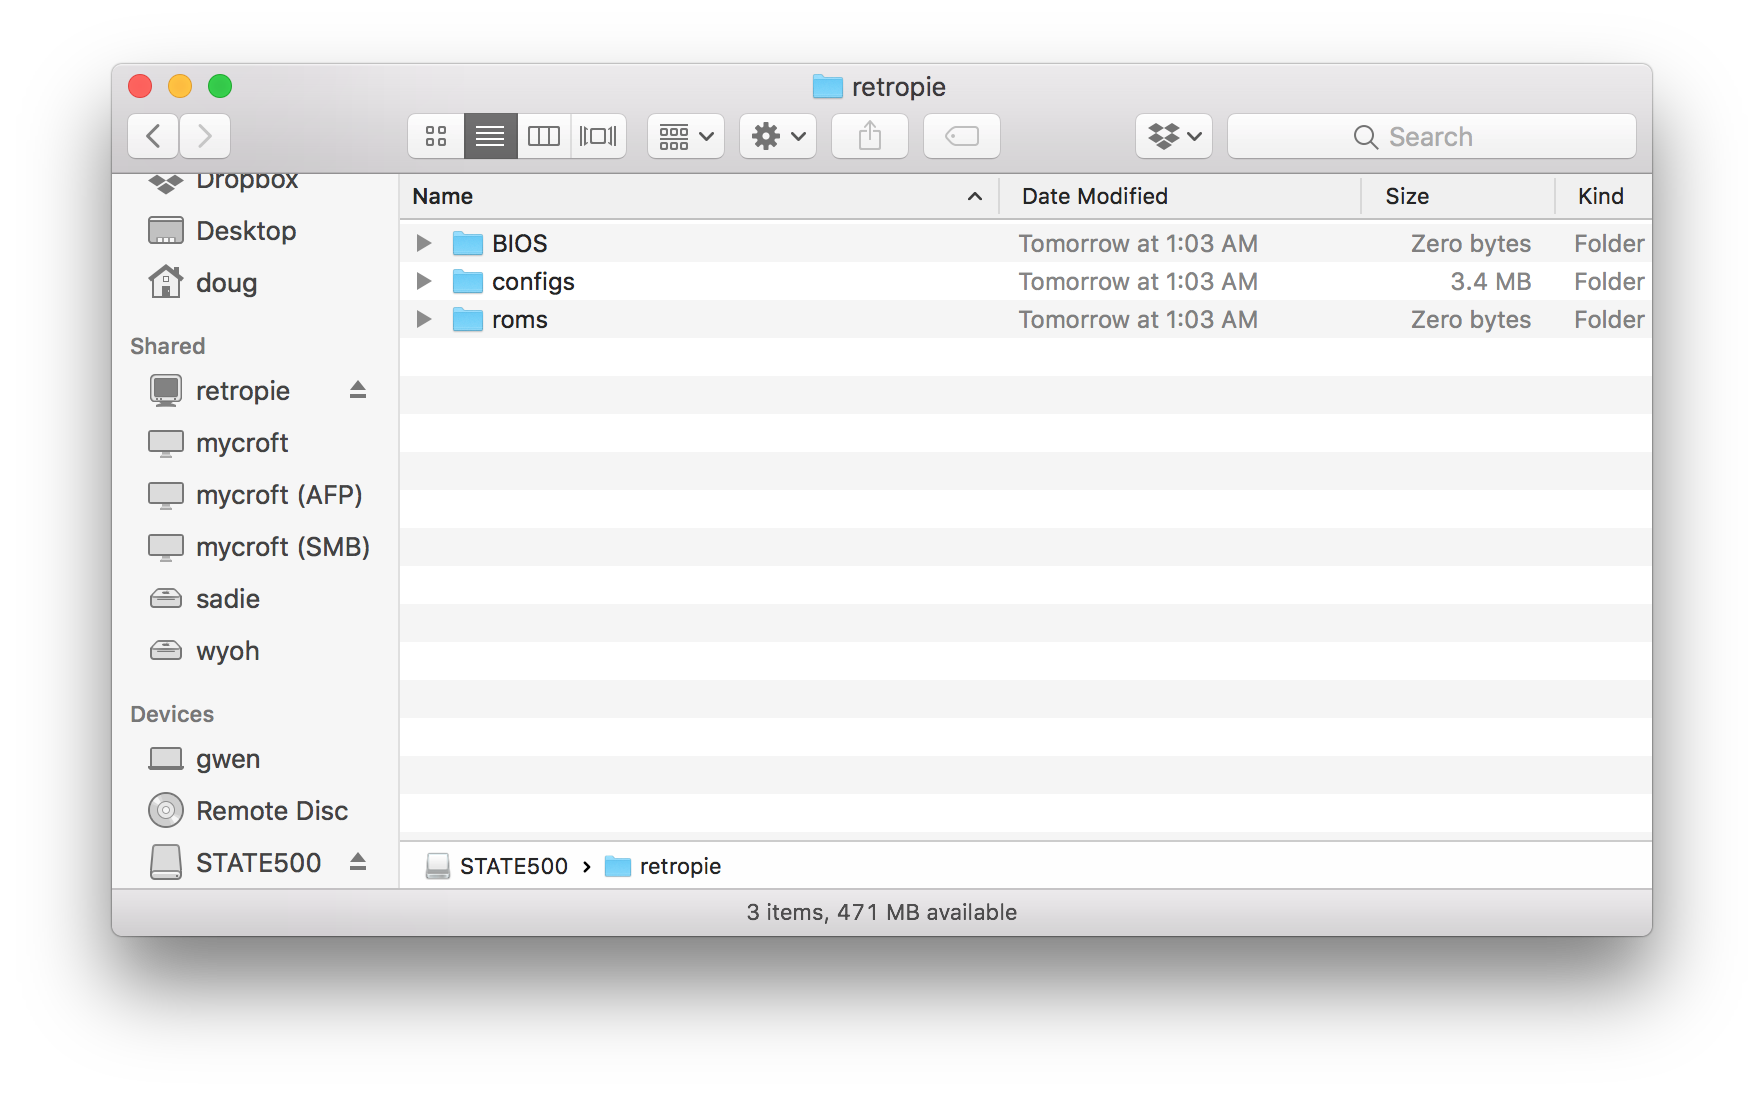 retropie
Search
Dropbox
Desktop
doug
Shared
retropie
mycroft
mycroft (AFP)
mycroft (SMB)
sadie
wyoh
Devices
gwen
Remote Disc
STATE500
Name Date Modified Size Kind
BIOS Tomorrow at 1:03 AM Zero bytes Folder
configs Tomorrow at 1:03 AM 3.4 MB Folder
roms Tomorrow at 1:03 AM Zero bytes Folder
STATE500 › retropie
3 items, 471 MB available